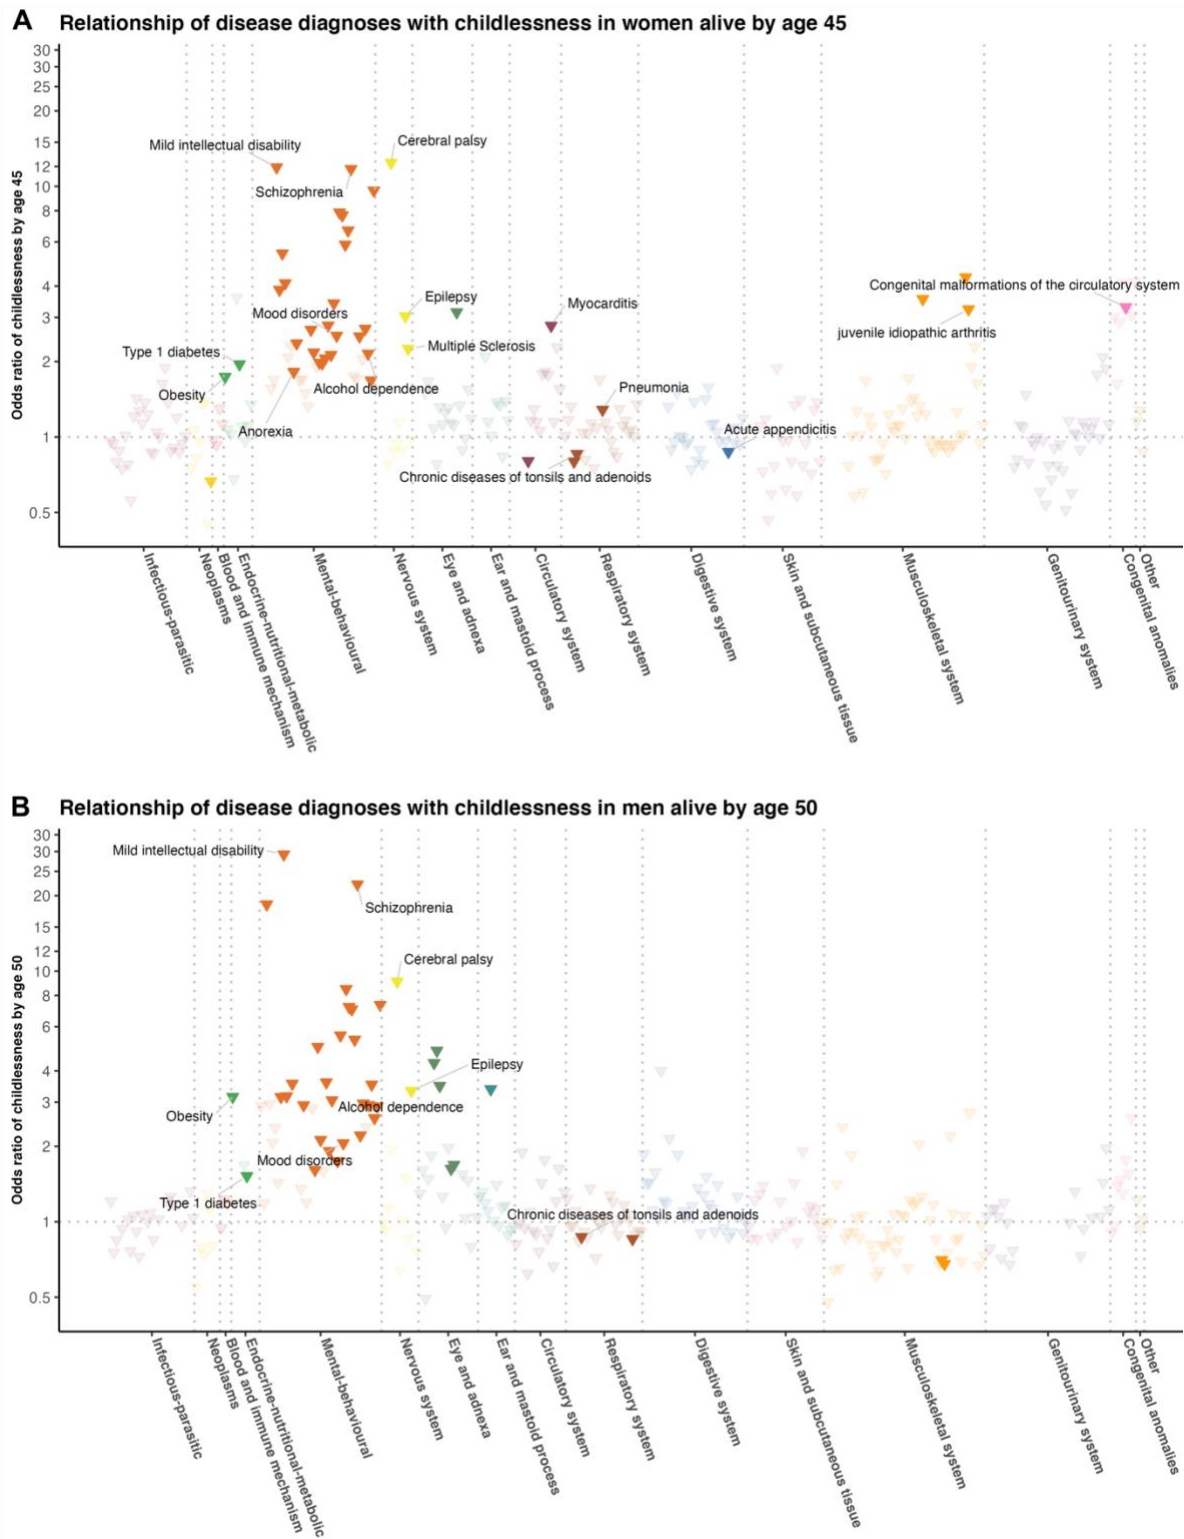 A Relationship of disease diagnoses with childlessness in women alive by age 45
Odds ratio of childlessness by age 45
30
30
25
20
15
12
10
8
6
4
3
2
1
0.5
Mild intellectual disability
Cerebral palsy
Schizophrenia
Mood disorders
Epilepsy
Myocarditis
Congenital malformations of the circulatory system
juvenile idiopathic arthritis
Type 1 diabetes
Multiple Sclerosis
Obesity
Alcohol dependence
Pneumonia
Anorexia
Acute appendicitis
Chronic diseases of tonsils and adenoids
Infectious-parasitic
Neoplasms
Blood and immune mechanism
Endocrine-nutritional-metabolic
Mental-behavioural
Nervous system
Eye and adnexa
Ear and mastoid process
Circulatory system
Respiratory system
Digestive system
Skin and subcutaneous tissue
Musculoskeletal system
Genitourinary system
Congenital anomalies
Other
B Relationship of disease diagnoses with childlessness in men alive by age 50
Odds ratio of childlessness by age 50
30
30
25
20
15
12
10
8
6
4
3
2
1
0.5
Mild intellectual disability
Schizophrenia
Cerebral palsy
Epilepsy
Obesity
Alcohol dependence
Mood disorders
Type 1 diabetes
Chronic diseases of tonsils and adenoids
Infectious-parasitic
Neoplasms
Blood and immune mechanism
Endocrine-nutritional-metabolic
Mental-behavioural
Nervous system
Eye and adnexa
Ear and mastoid process
Circulatory system
Respiratory system
Digestive system
Skin and subcutaneous tissue
Musculoskeletal system
Genitourinary system
Congenital anomalies
Other